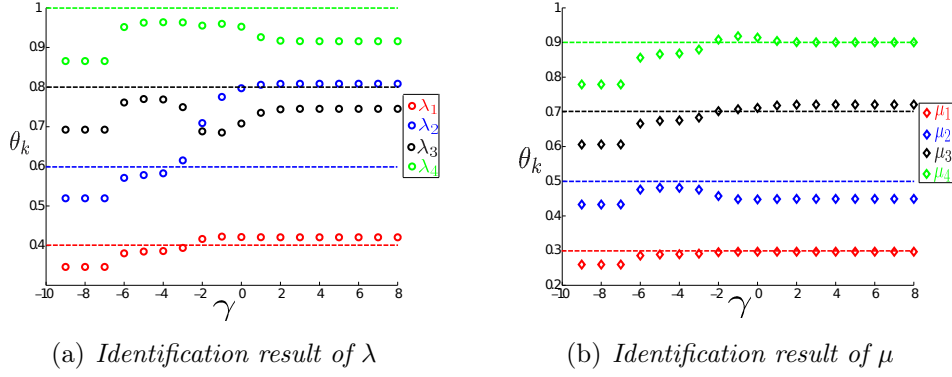 1
0.9
0.8
0.7
0.6
0.5
0.4
θk
−10 −8 −6 −4 −2 0 2 4 6 8
γ
λ1
λ2
λ3
λ4
(a) Identification result of λ
1
0.9
0.8
0.7
0.6
0.5
0.4
0.3
0.2
θk
−10 −8 −6 −4 −2 0 2 4 6 8
γ
μ1
μ2
μ3
μ4
(b) Identification result of μ